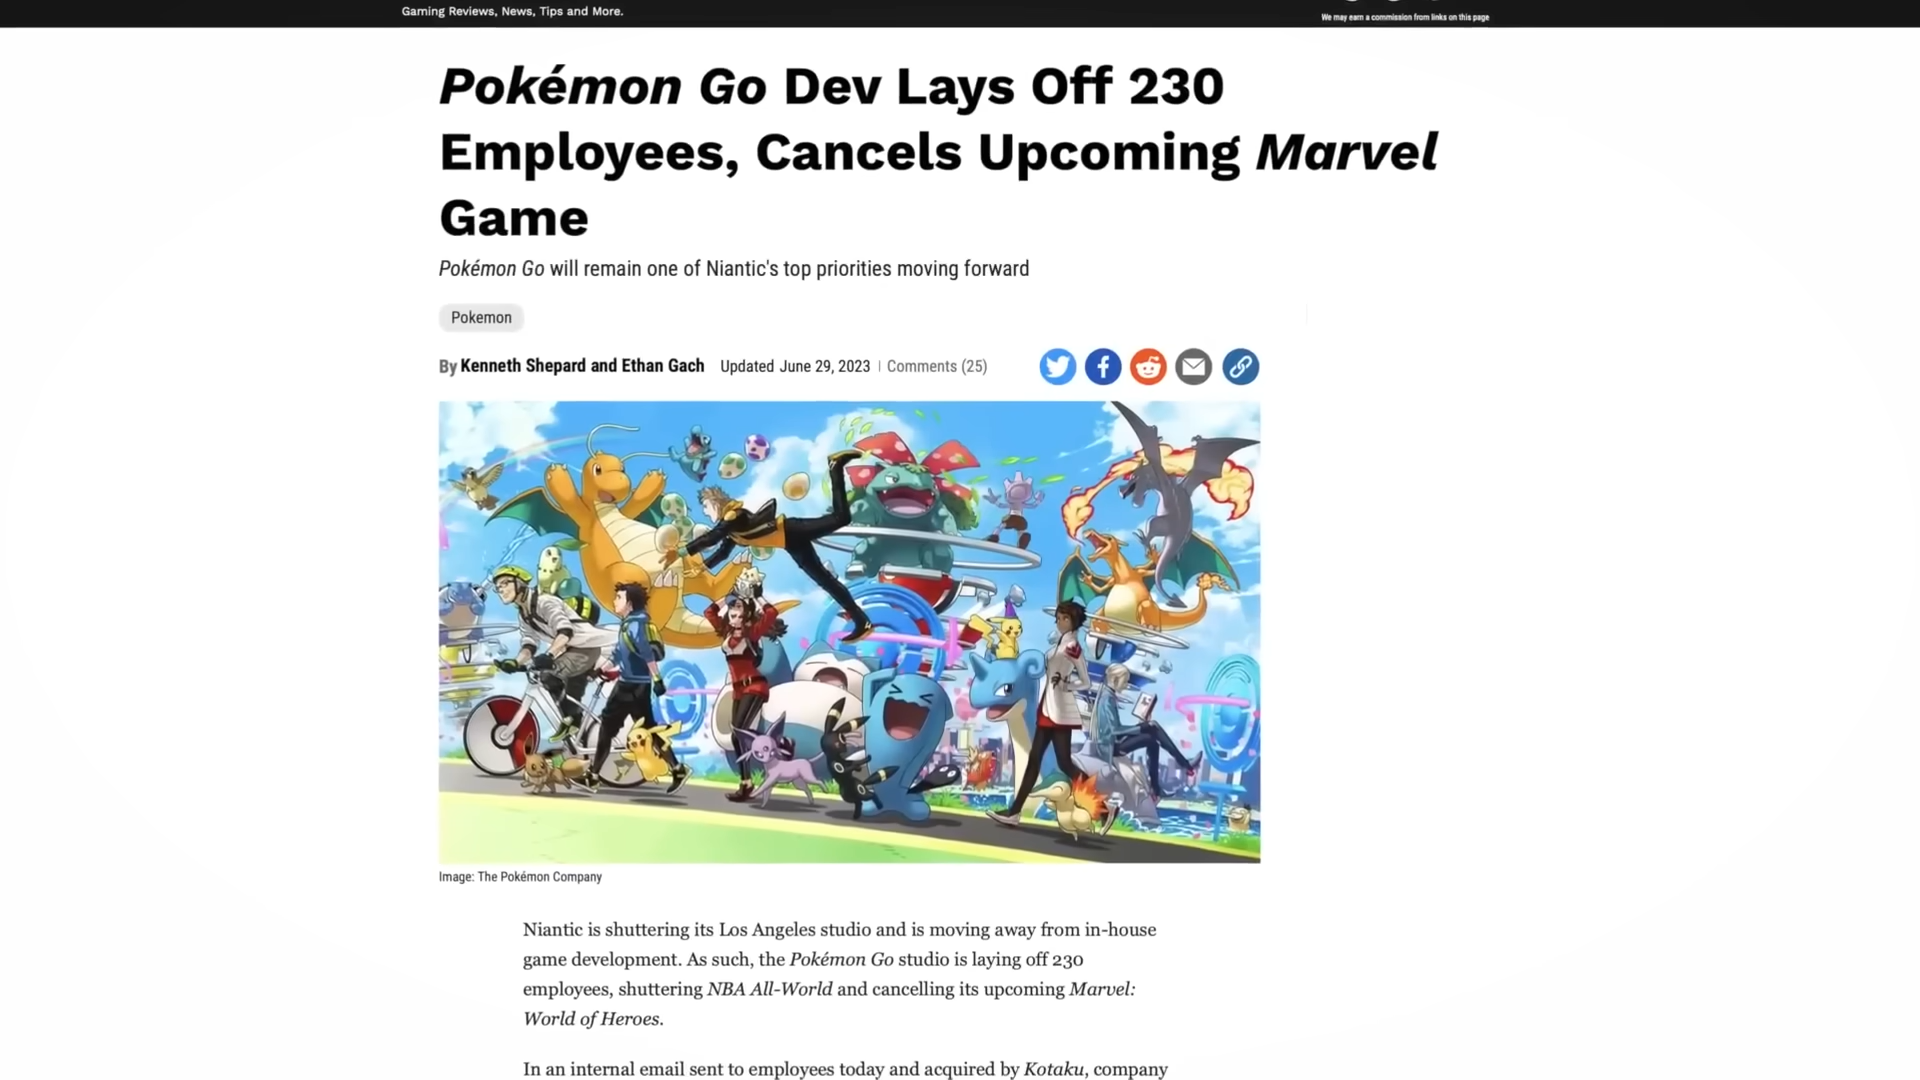 Gaming Reviews, News, Tips and More.
We may earn a commission from links on this page
Pokémon Go Dev Lays Off 230
Employees, Cancels Upcoming Marvel
Game
Pokémon Go will remain one of Niantic's top priorities moving forward
Pokemon
By Kenneth Shepard and Ethan Gach Updated June 29, 2023 | Comments (25)
Image: The Pokémon Company
Niantic is shuttering its Los Angeles studio and is moving away from in-house
game development. As such, the Pokémon Go studio is laying off 230
employees, shuttering NBA All-World and cancelling its upcoming Marvel:
World of Heroes.
In an internal email sent to employees today and acquired by Kotaku, company